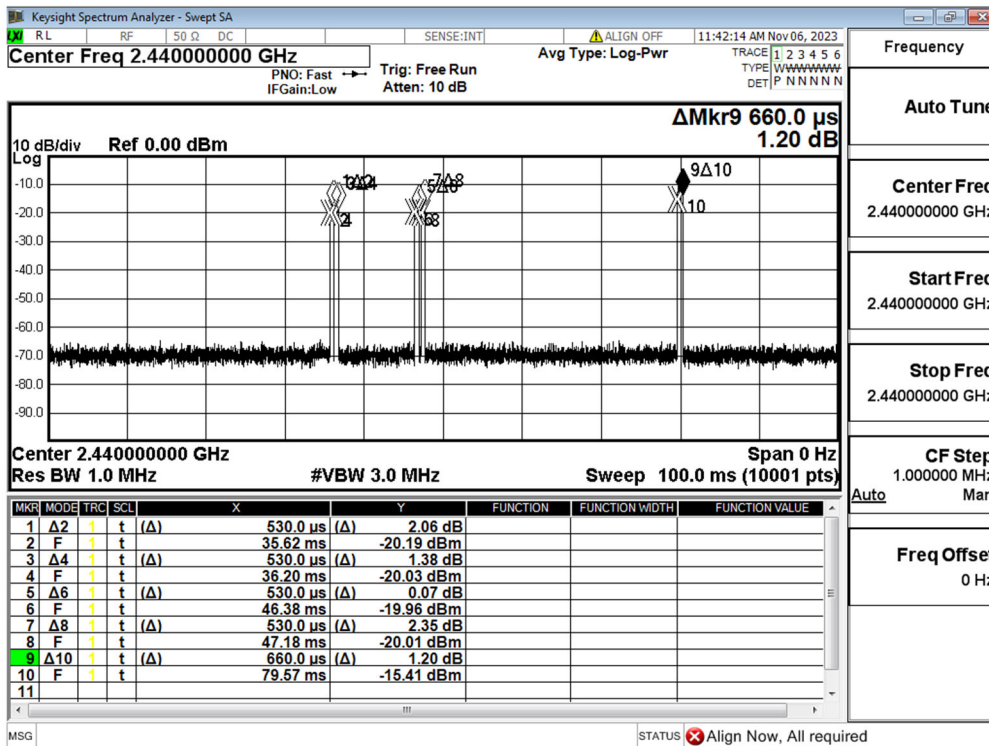 Keysight Spectrum Analyzer - Swept SA
LXI RL RF 50 Ω DC SENSE:INT ALIGN OFF 11:42:14 AM Nov 06, 2023
Center Freq 2.440000000 GHz
Avg Type: Log-Pwr
TRACE 1 2 3 4 5 6
PNO: Fast Trig: Free Run
TYPE WWWWWWW
IFGain:Low Atten: 10 dB
DET P N N N N N
Frequency
Auto Tune
Center Freq
2.440000000 GHz
Start Freq
2.440000000 GHz
Stop Freq
2.440000000 GHz
CF Step
1.000000 MHz
Auto Man
Freq Offset
0 Hz
ΔMkr9 660.0 µs
1.20 dB
10 dB/div Ref 0.00 dBm
Log
-10.0
-20.0
-30.0
-40.0
-50.0
-60.0
-70.0
-80.0
-90.0
7Δ8
9Δ10
10
Center 2.440000000 GHz Span 0 Hz
Res BW 1.0 MHz #VBW 3.0 MHz Sweep 100.0 ms (10001 pts)
MKR MODE TRC SCL X Y FUNCTION FUNCTION WIDTH FUNCTION VALUE
1 Δ2 1 t (Δ) 530.0 µs (Δ) 2.06 dB
2 F 1 t 35.62 ms -20.19 dBm
3 Δ4 1 t (Δ) 530.0 µs (Δ) 1.38 dB
4 F 1 t 36.20 ms -20.03 dBm
5 Δ6 1 t (Δ) 530.0 µs (Δ) 0.07 dB
6 F 1 t 46.38 ms -19.96 dBm
7 Δ8 1 t (Δ) 530.0 µs (Δ) 2.35 dB
8 F 1 t 47.18 ms -20.01 dBm
9 Δ10 1 t (Δ) 660.0 µs (Δ) 1.20 dB
10 F 1 t 79.57 ms -15.41 dBm
11
MSG STATUS Align Now, All required